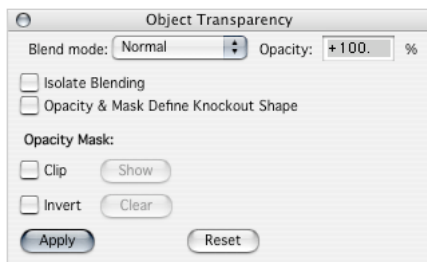 Object Transparency
Blend mode: Normal Opacity: +100. %
Isolate Blending
Opacity & Mask Define Knockout Shape
Opacity Mask:
Clip Show
Invert Clear
Apply Reset